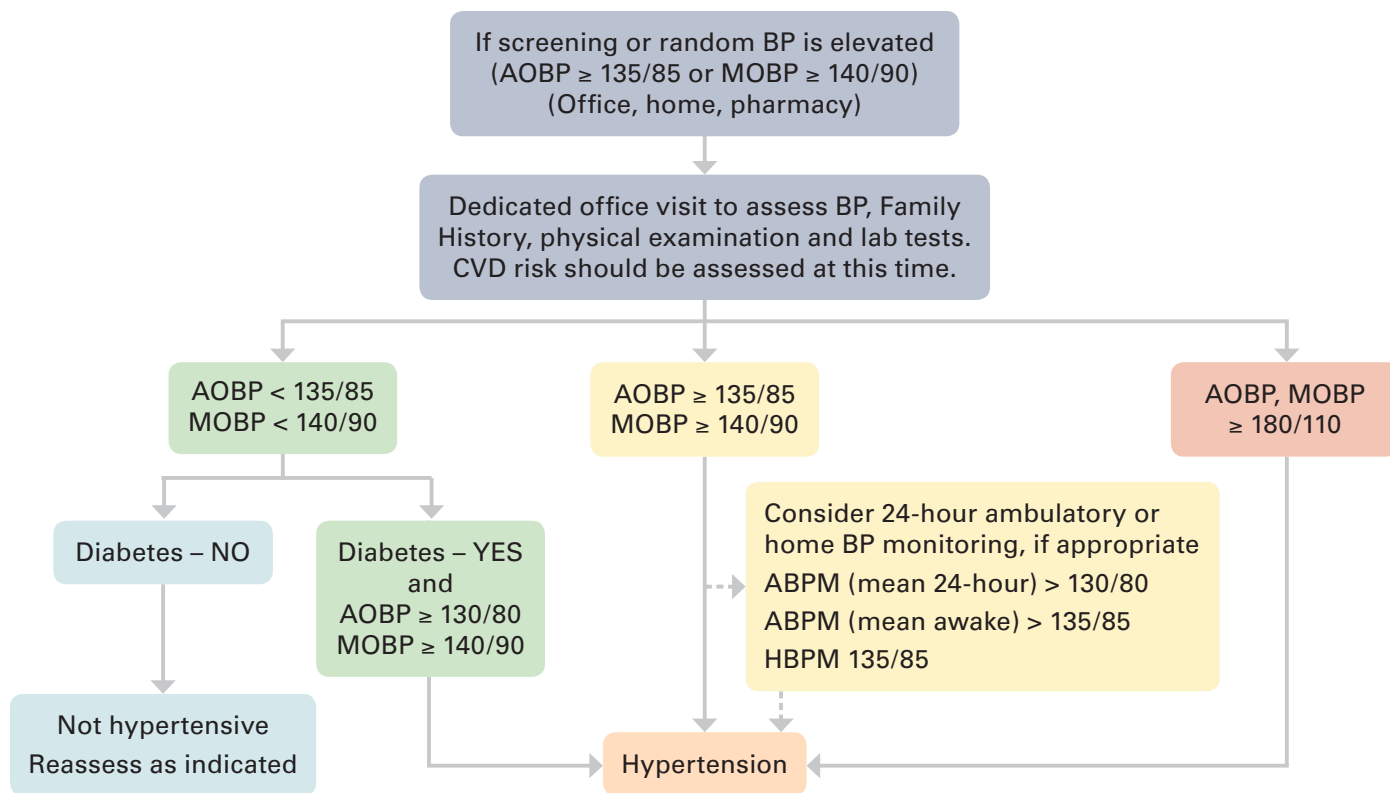 If screening or random BP is elevated
(AOBP ≥ 135/85 or MOBP ≥ 140/90)
(Office, home, pharmacy)
Dedicated office visit to assess BP, Family
History, physical examination and lab tests.
CVD risk should be assessed at this time.
AOBP < 135/85
MOBP < 140/90
AOBP ≥ 135/85
MOBP ≥ 140/90
AOBP, MOBP
≥ 180/110
Diabetes – NO
Diabetes – YES
and
AOBP ≥ 130/80
MOBP ≥ 140/90
Consider 24-hour ambulatory or
home BP monitoring, if appropriate
ABPM (mean 24-hour) > 130/80
ABPM (mean awake) > 135/85
HBPM 135/85
Not hypertensive
Reassess as indicated
Hypertension